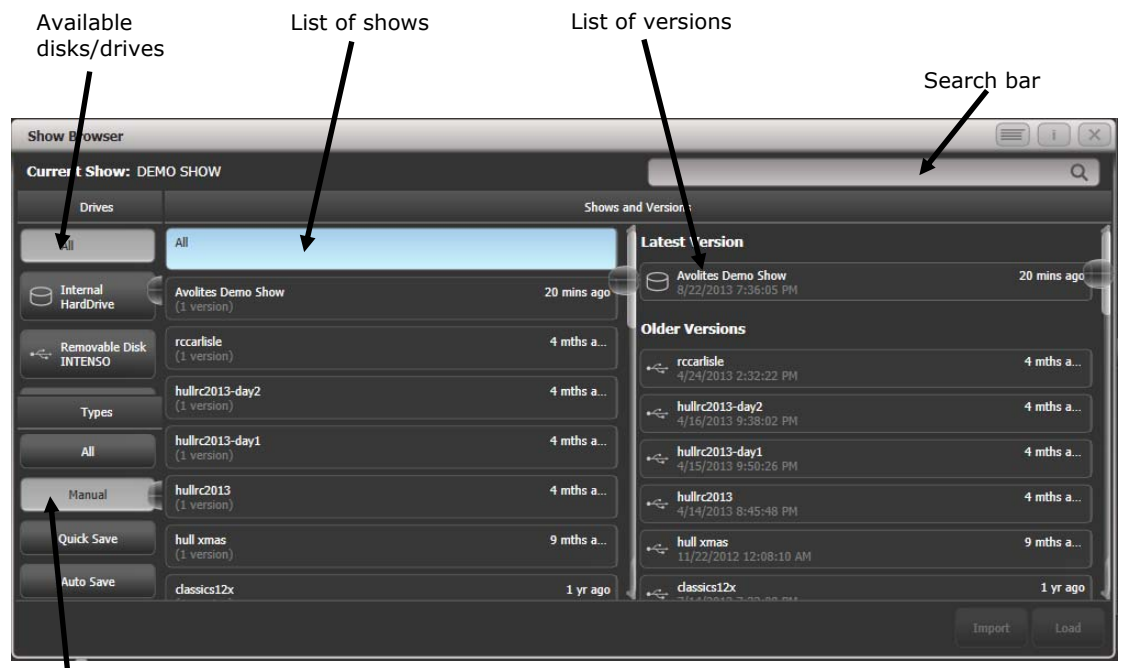 Available
disks/drives
List of shows
List of versions
Search bar
Show Browser
i
X
Current Show: DEMO SHOW
Drives
Shows and Versions
All
Internal
HardDrive
Removable Disk
INTENSO
Types
All
Manual
Quick Save
Auto Save
All
Avolites Demo Show
20 mins ago
(1 version)
rccarlisle
4 mths a...
(1 version)
hullrc2013-day2
4 mths a...
(1 version)
hullrc2013-day1
4 mths a...
(1 version)
hullrc2013
4 mths a...
(1 version)
hull xmas
9 mths a...
(1 version)
classics12x
1 yr ago
Latest Version
Avolites Demo Show
20 mins ago
8/22/2013 7:36:05 PM
Older Versions
rccarlisle
4 mths a...
4/24/2013 2:32:22 PM
hullrc2013-day2
4 mths a...
4/16/2013 9:38:02 PM
hullrc2013-day1
4 mths a...
4/15/2013 9:50:26 PM
hullrc2013
4 mths a...
4/14/2013 8:45:48 PM
hull xmas
9 mths a...
11/22/2012 12:08:10 AM
classics12x
1 yr ago
Import
Load